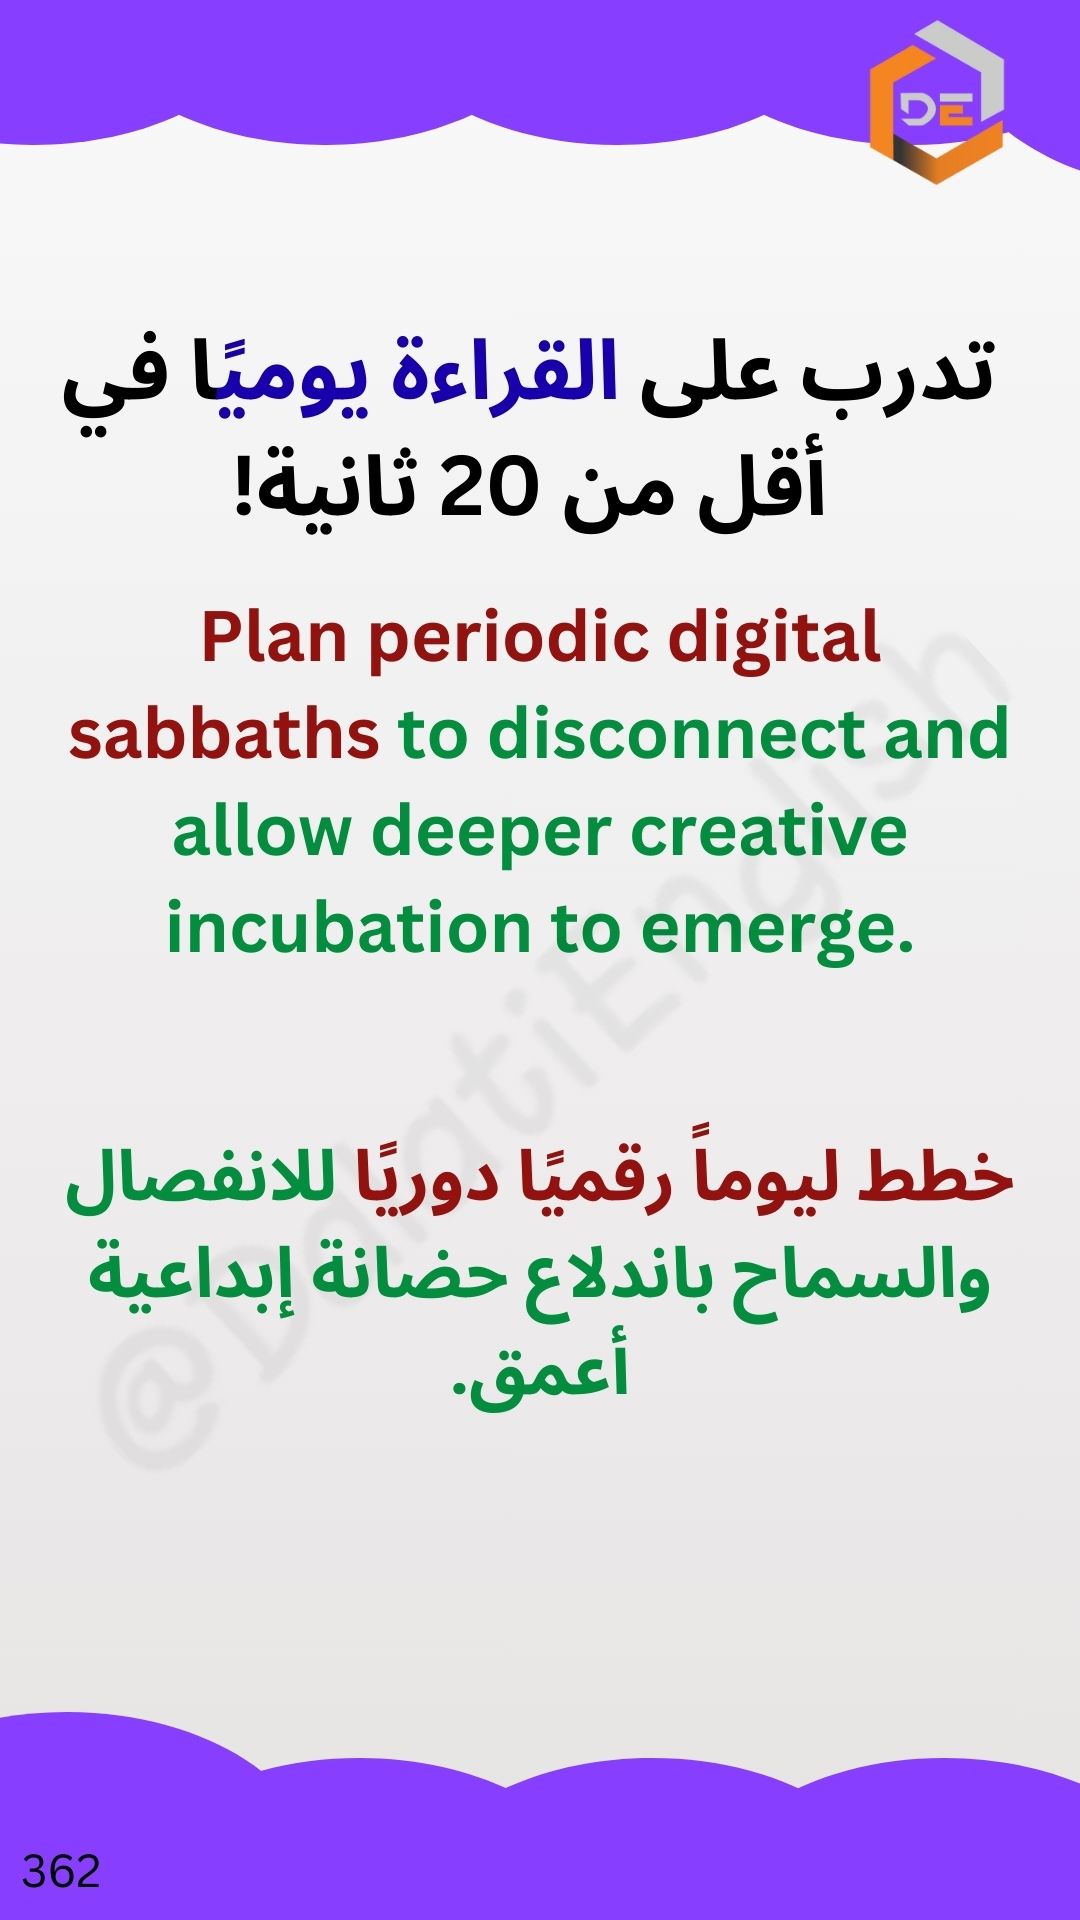 DE
تدرب على القراءة يوميًا في
أقل من 20 ثانية!
Plan periodic digital
sabbaths to disconnect and
allow deeper creative
incubation to emerge.
خطط ليوماً رقميًا دوريًا للانفصال
والسماح باندلاع حضانة إبداعية
أعمق.
@DalatiEnglish
362